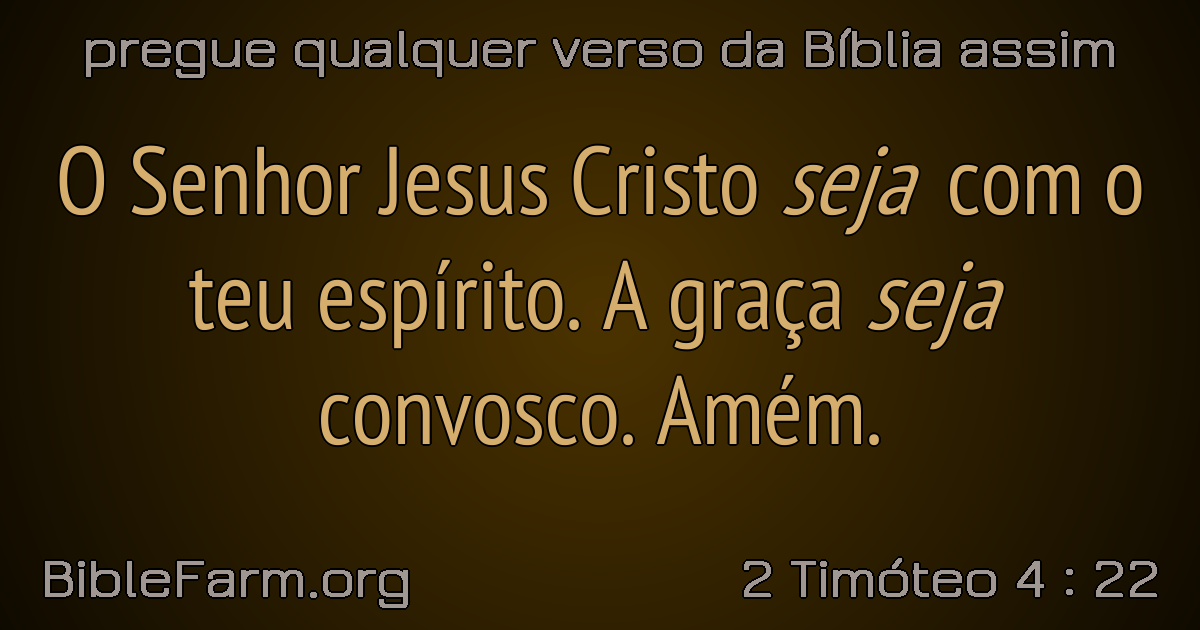 pregue qualquer verso da Bíblia assim
O Senhor Jesus Cristo seja com o
teu espírito. A graça seja
convosco. Amém.
BibleFarm.org
2 Timóteo 4 : 22